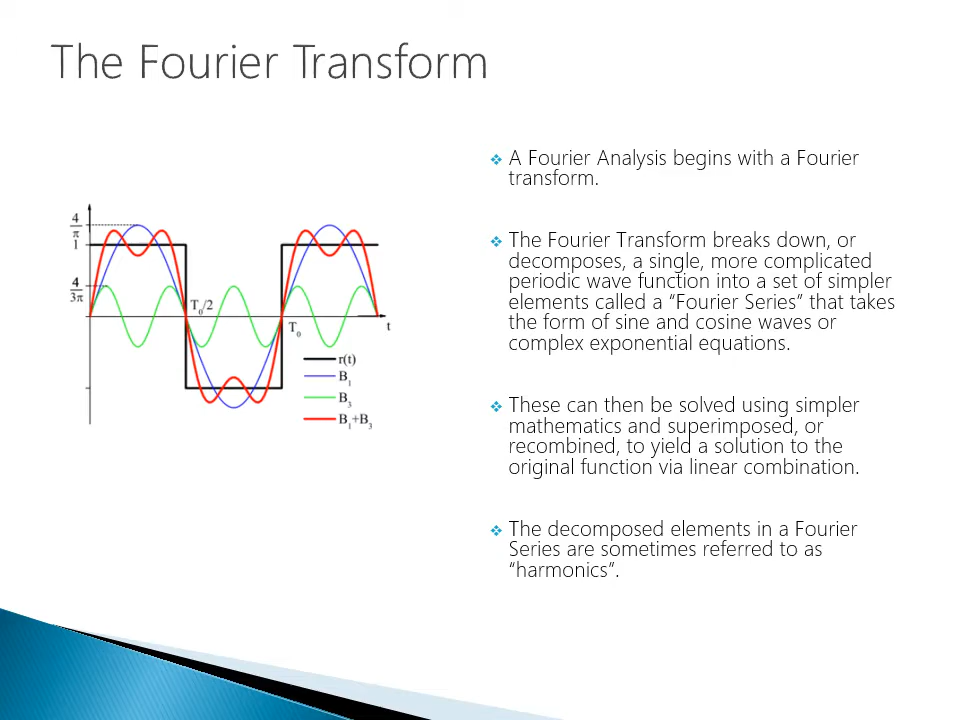 The Fourier Transform
A Fourier Analysis begins with a Fourier
transform.
The Fourier Transform breaks down, or
decomposes, a single, more complicated
periodic wave function into a set of simpler
elements called a “Fourier Series” that takes
the form of sine and cosine waves or
complex exponential equations.
These can then be solved using simpler
mathematics and superimposed, or
recombined, to yield a solution to the
original function via linear combination.
The decomposed elements in a Fourier
Series are sometimes referred to as
“harmonics”.
4
π
1
4
3π
T₀/2
T₀
t
r(t)
B₁
B₃
B₁+B₃